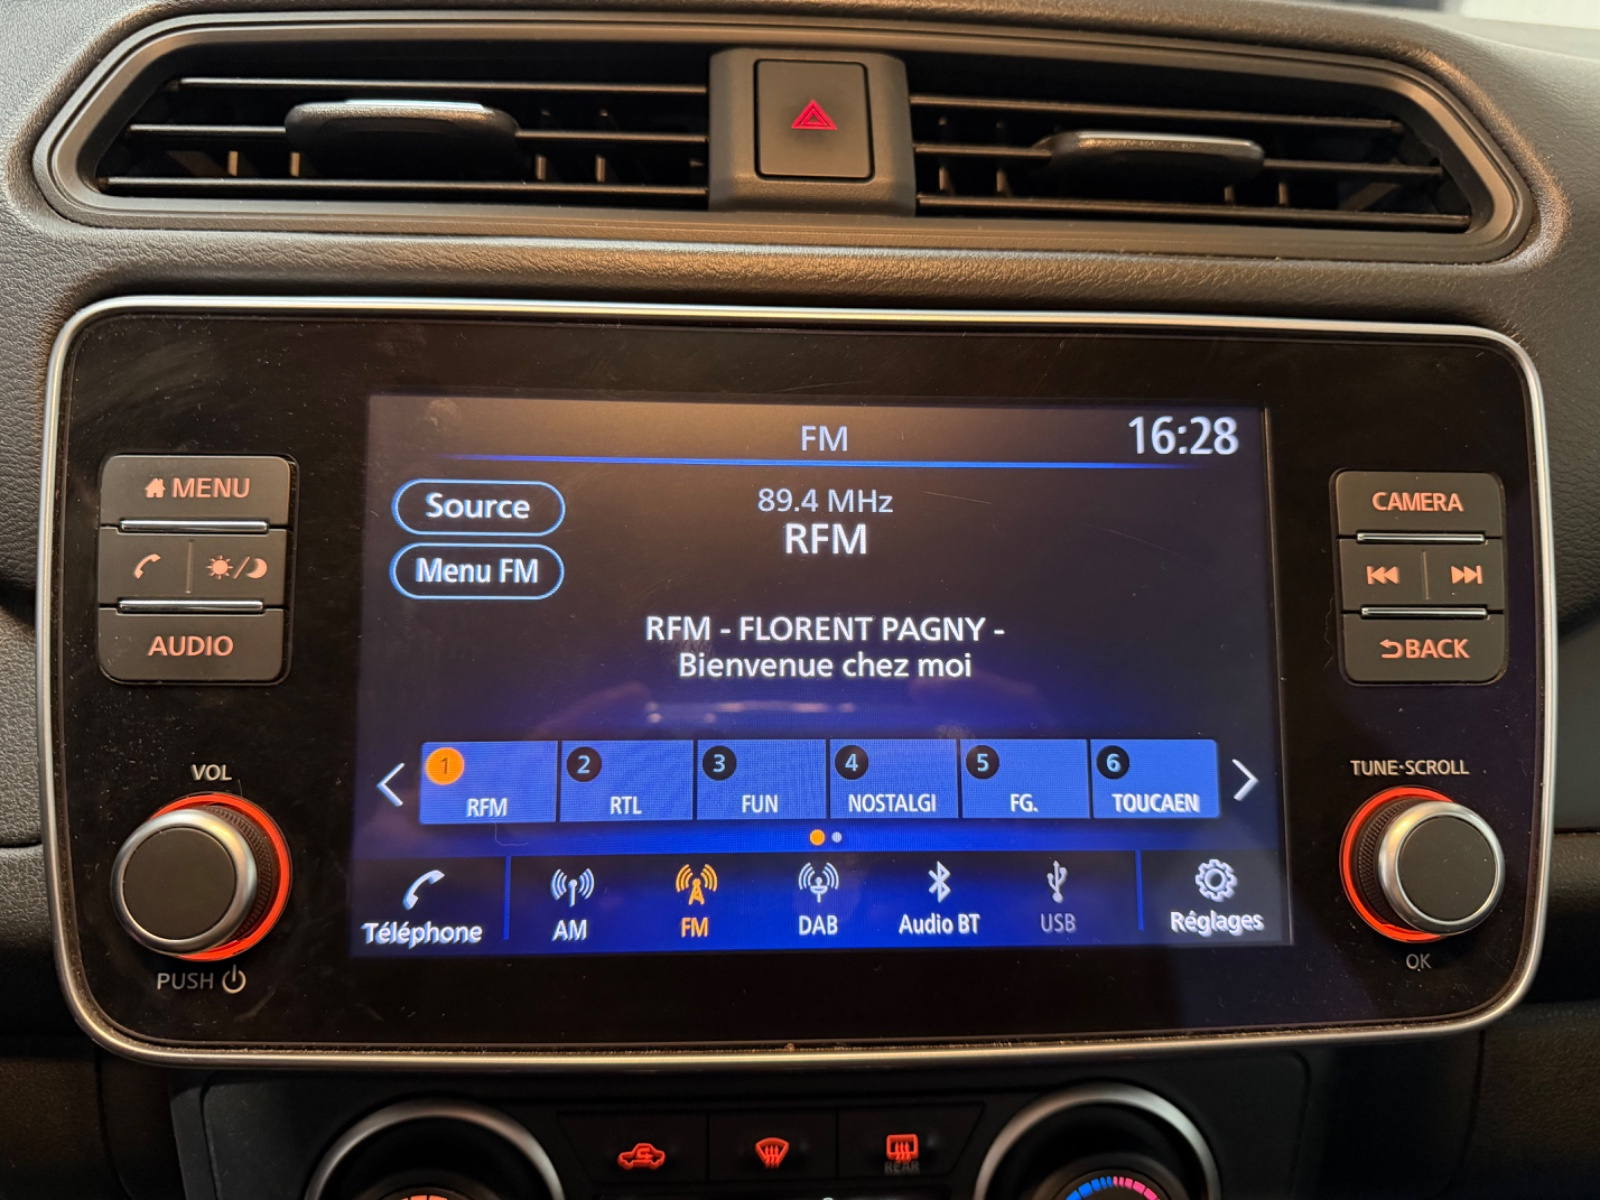 FM
16:28
MENU
AUDIO
Source
Menu FM
89.4 MHz
RFM
RFM - FLORENT PAGNY -
Bienvenue chez moi
CAMERA
BACK
VOL
PUSH
TUNE·SCROLL
OK
1 RFM
2 RTL
3 FUN
4 NOSTALGI
5 FG.
6 TOUCAEN
Téléphone
AM
FM
DAB
Audio BT
USB
Réglages
REAR